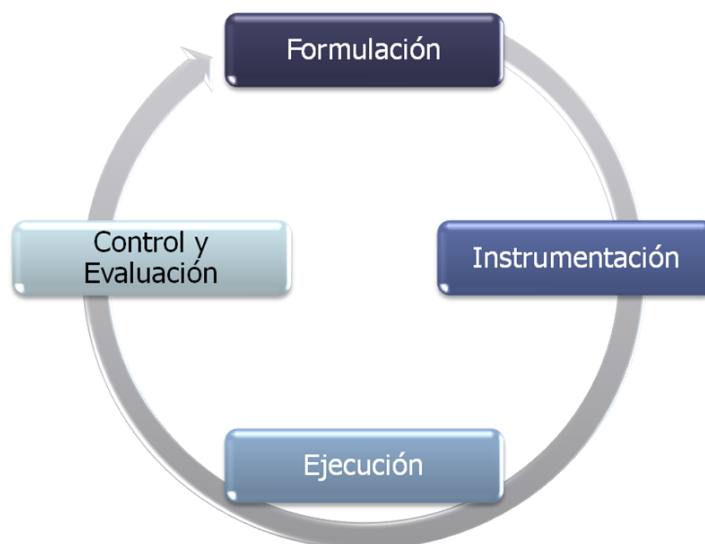 Formulación
Instrumentación
Ejecución
Control y
Evaluación